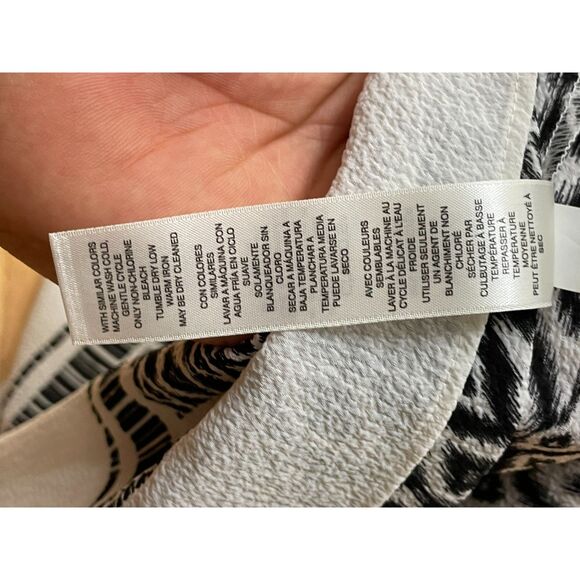 WITH SIMILAR COLORS
MACHINE WASH COLD,
GENTLE CYCLE
ONLY NON-CHLORINE
BLEACH
TUMBLE DRY LOW
WARM IRON
MAY BE DRY CLEANED
CON COLORES
SIMILARES
LAVAR A MÁQUINA CON
AGUA FRÍA EN CICLO
SUAVE
SOLAMENTE
BLANQUEADOR SIN
CLORO
SECAR A MÁQUINA A
BAJA TEMPERATURA
PLANCHAR A
TEMPERATURA MEDIA
PUEDE LAVARSE EN
SECO
AVEC COULEURS
SEMBLABLES
LAVER À LA MACHINE AU
CYCLE DÉLICAT À L'EAU
FROIDE
UTILISER SEULEMENT
UN AGENT DE
BLANCHIMENT NON
CHLORÉ
SÉCHER PAR
CULBUTAGE À BASSE
TEMPÉRATURE
REPASSER À
TEMPÉRATURE
MOYENNE
PEUT ÊTRE NETTOYÉ À
SEC